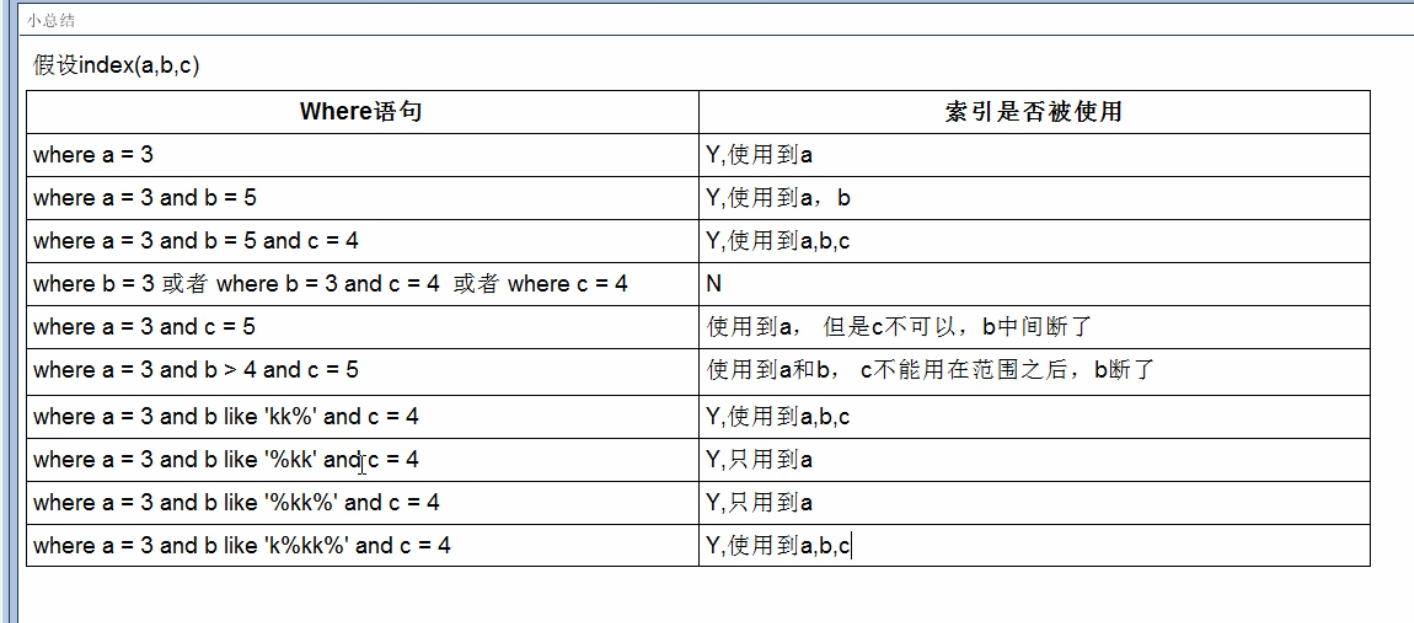 小总结
假设index(a,b,c)
Where语句 索引是否被使用
where a = 3 Y,使用到a
where a = 3 and b = 5 Y,使用到a，b
where a = 3 and b = 5 and c = 4 Y,使用到a,b,c
where b = 3 或者 where b = 3 and c = 4 或者 where c = 4 N
where a = 3 and c = 5 使用到a， 但是c不可以，b中间断了
where a = 3 and b > 4 and c = 5 使用到a和b， c不能用在范围之后，b断了
where a = 3 and b like 'kk%' and c = 4 Y,使用到a,b,c
where a = 3 and b like '%kk' and c = 4 Y,只用到a
where a = 3 and b like '%kk%' and c = 4 Y,只用到a
where a = 3 and b like 'k%kk%' and c = 4 Y,使用到a,b,c